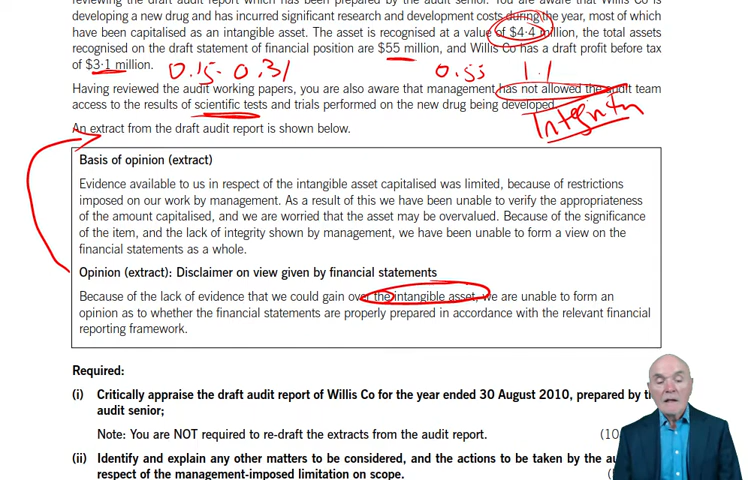 reviewing the draft audit report which has been prepared by the audit senior. You are aware that Willis Co is
developing a new drug and has incurred significant research and development costs during the year, most of which
have been capitalised as an intangible asset. The asset is recognised at a value of $4·4 million, the total assets
recognised on the draft statement of financial position are $55 million, and Willis Co has a draft profit before tax
of $3·1 million.
0.15 - 0.31 0.55 1.1
Having reviewed the audit working papers, you are also aware that management has not allowed the audit team
access to the results of scientific tests and trials performed on the new drug being developed.
Integrity
An extract from the draft audit report is shown below.
Basis of opinion (extract)
Evidence available to us in respect of the intangible asset capitalised was limited, because of restrictions
imposed on our work by management. As a result of this we have been unable to verify the appropriateness
of the amount capitalised, and we are worried that the asset may be overvalued. Because of the significance
of the item, and the lack of integrity shown by management, we have been unable to form a view on the
financial statements as a whole.
Opinion (extract): Disclaimer on view given by financial statements
Because of the lack of evidence that we could gain over the intangible asset, we are unable to form an
opinion as to whether the financial statements are properly prepared in accordance with the relevant financial
reporting framework.
Required:
(i) Critically appraise the draft audit report of Willis Co for the year ended 30 August 2010, prepared by the
audit senior;
Note: You are NOT required to re-draft the extracts from the audit report. (10
(ii) Identify and explain any other matters to be considered, and the actions to be taken by the
respect of the management-imposed limitation on scope.